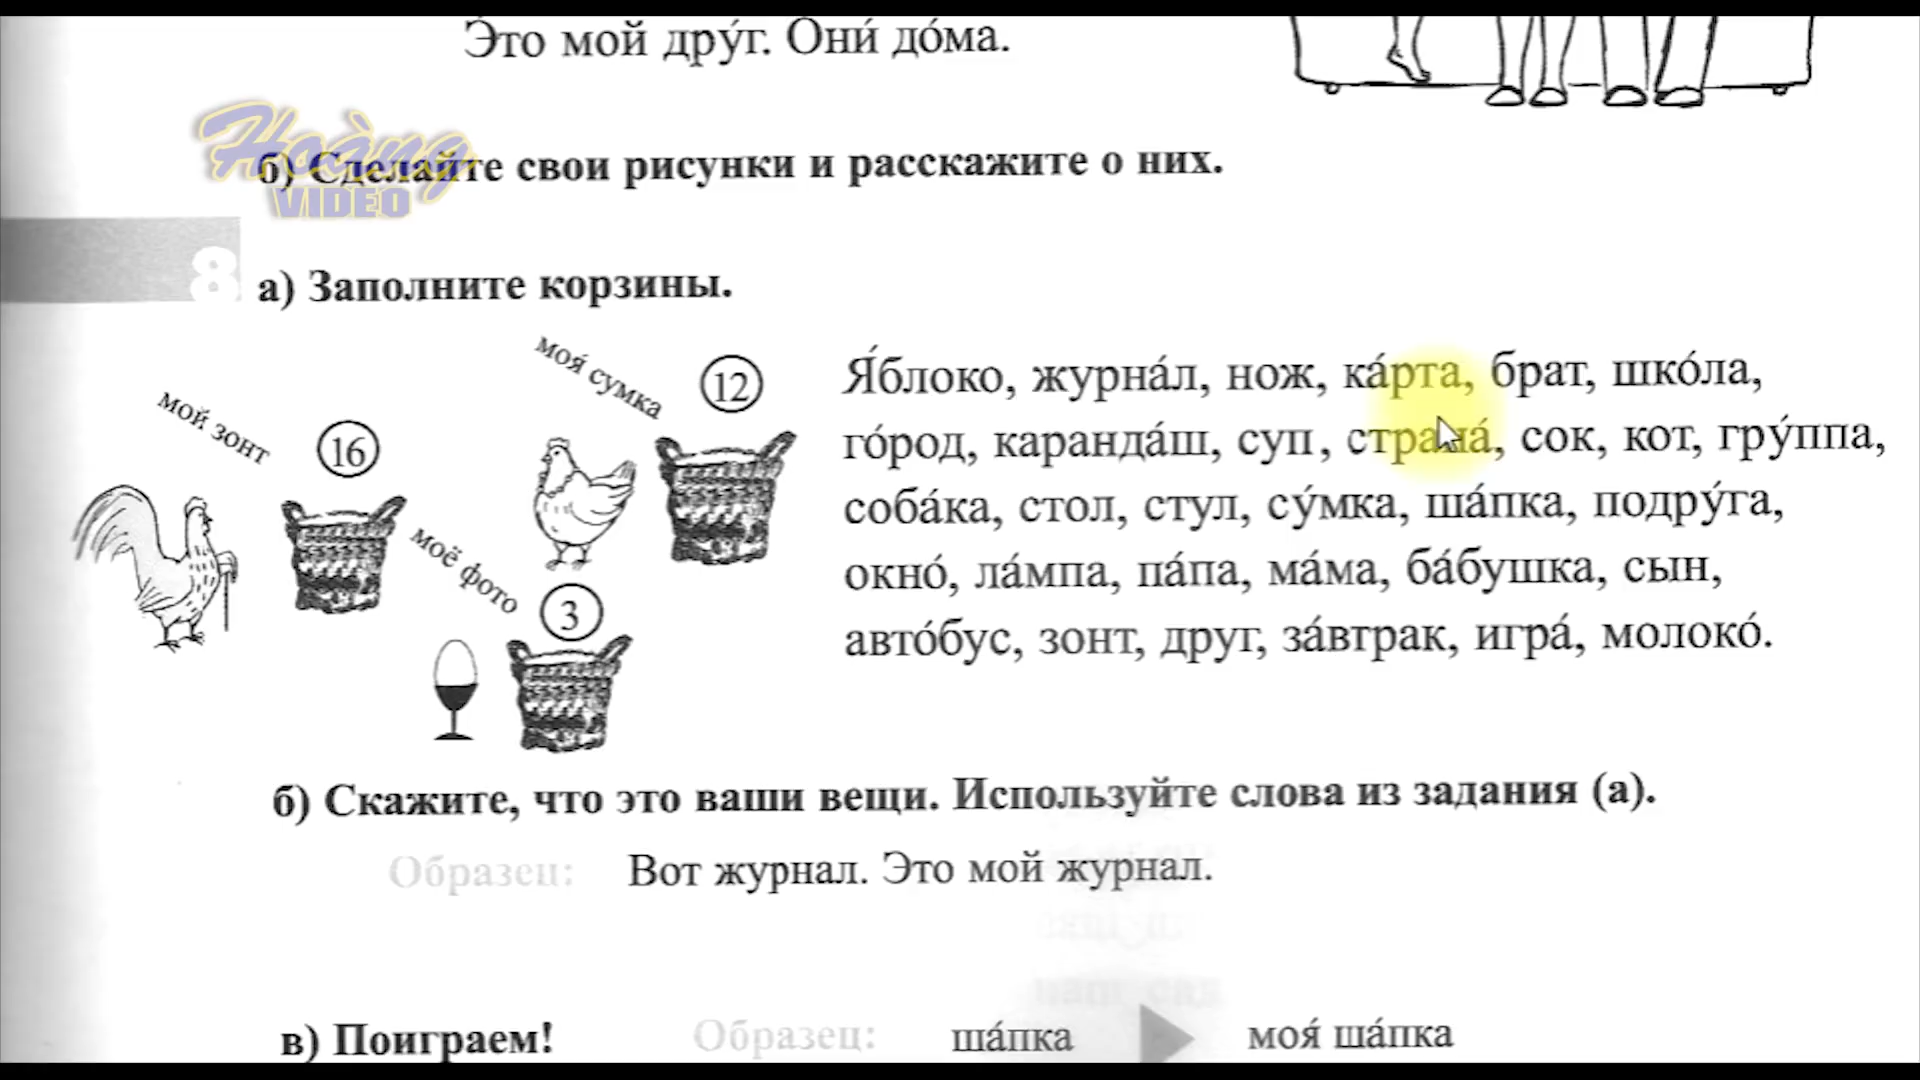 Э́то мой дру́г. Они́ до́ма.
Hoàng
VIDEO
б) Сделайте свои рисунки и расскажите о них.
8
а) Заполните корзины.
мой зонт
16
моя́ сумка
12
моё фото
3
Я́блоко, журна́л, нож, ка́рта, брат, шко́ла,
го́род, каранда́ш, суп, страна́, сок, кот, гру́ппа,
соба́ка, стол, стул, су́мка, ша́пка, подру́га,
окно́, ла́мпа, па́па, ма́ма, ба́бушка, сын,
авто́бус, зонт, друг, за́втрак, игра́, молоко́.
б) Скажите, что это ваши вещи. Используйте слова из задания (а).
Образец: Вот журнал. Это мой журнал.
в) Поиграем! Образец: ша́пка моя́ ша́пка